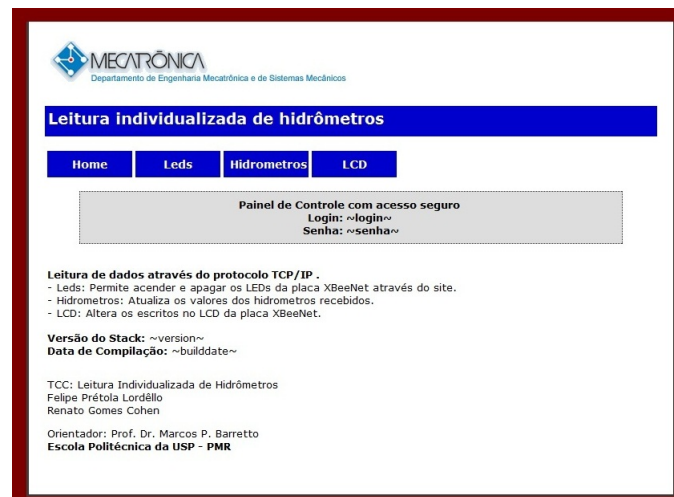 MECATRÔNICA
Departamento de Engenharia Mecatrônica e de Sistemas Mecânicos
Leitura individualizada de hidrômetros
Home Leds Hidrometros LCD
Painel de Controle com acesso seguro
Login: ~login~
Senha: ~senha~
Leitura de dados através do protocolo TCP/IP .
- Leds: Permite acender e apagar os LEDs da placa XBeeNet através do site.
- Hidrometros: Atualiza os valores dos hidrometros recebidos.
- LCD: Altera os escritos no LCD da placa XBeeNet.
Versão do Stack: ~version~
Data de Compilação: ~builddate~
TCC: Leitura Individualizada de Hidrômetros
Felipe Prétola Lordêllo
Renato Gomes Cohen
Orientador: Prof. Dr. Marcos P. Barretto
Escola Politécnica da USP - PMR